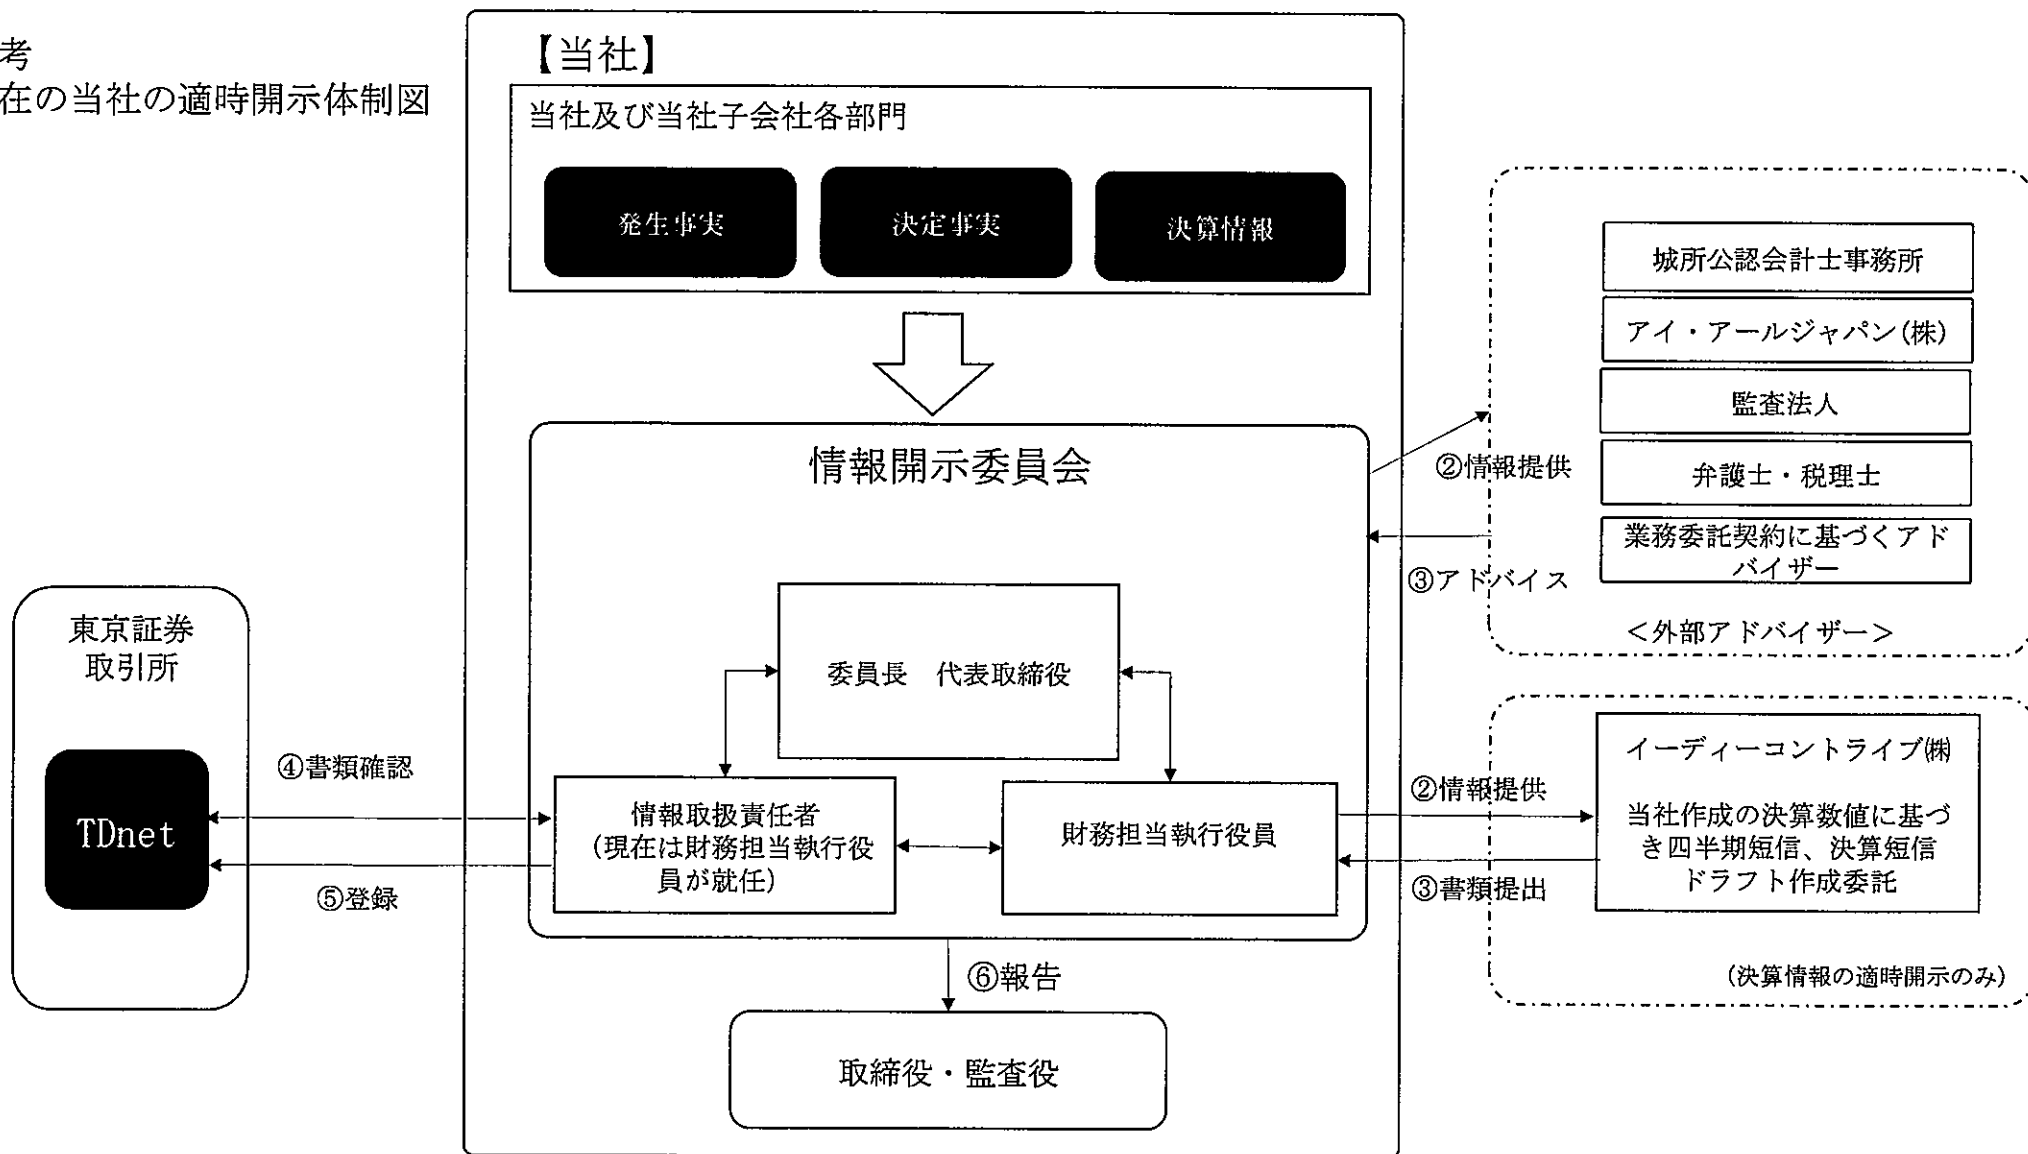 考
在の当社の適時開示体制図
【当社】
当社及び当社子会社各部門
発生事実
決定事実
決算情報
情報開示委員会
委員長　代表取締役
情報取扱責任者
(現在は財務担当執行役
員が就任)
財務担当執行役員
⑥報告
取締役・監査役
東京証券
取引所
TDnet
④書類確認
⑤登録
②情報提供
③アドバイス
城所公認会計士事務所
アイ・アールジャパン(株)
監査法人
弁護士・税理士
業務委託契約に基づくアド
バイザー
＜外部アドバイザー＞
②情報提供
③書類提出
イーディーコントライブ㈱
当社作成の決算数値に基づ
き四半期短信、決算短信
ドラフト作成委託
(決算情報の適時開示のみ)